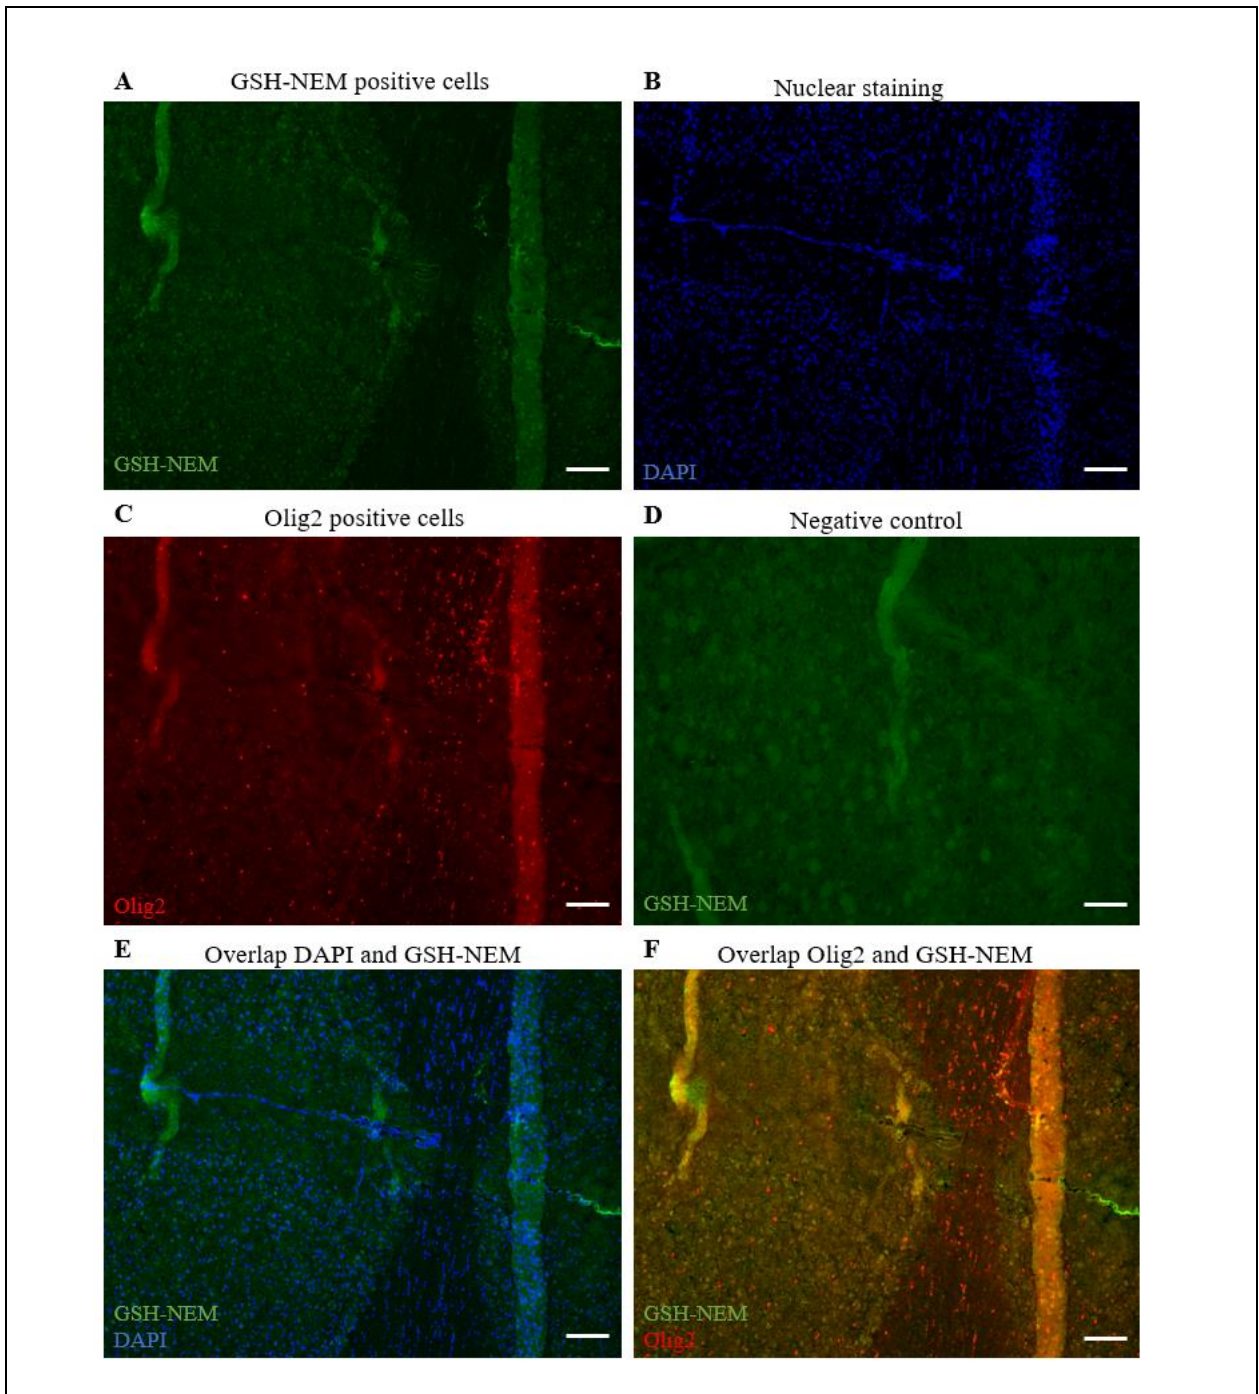 A GSH-NEM positive cells
B Nuclear staining
GSH-NEM
DAPI
C Olig2 positive cells
D Negative control
Olig2
GSH-NEM
E Overlap DAPI and GSH-NEM
F Overlap Olig2 and GSH-NEM
GSH-NEM
DAPI
GSH-NEM
Olig2